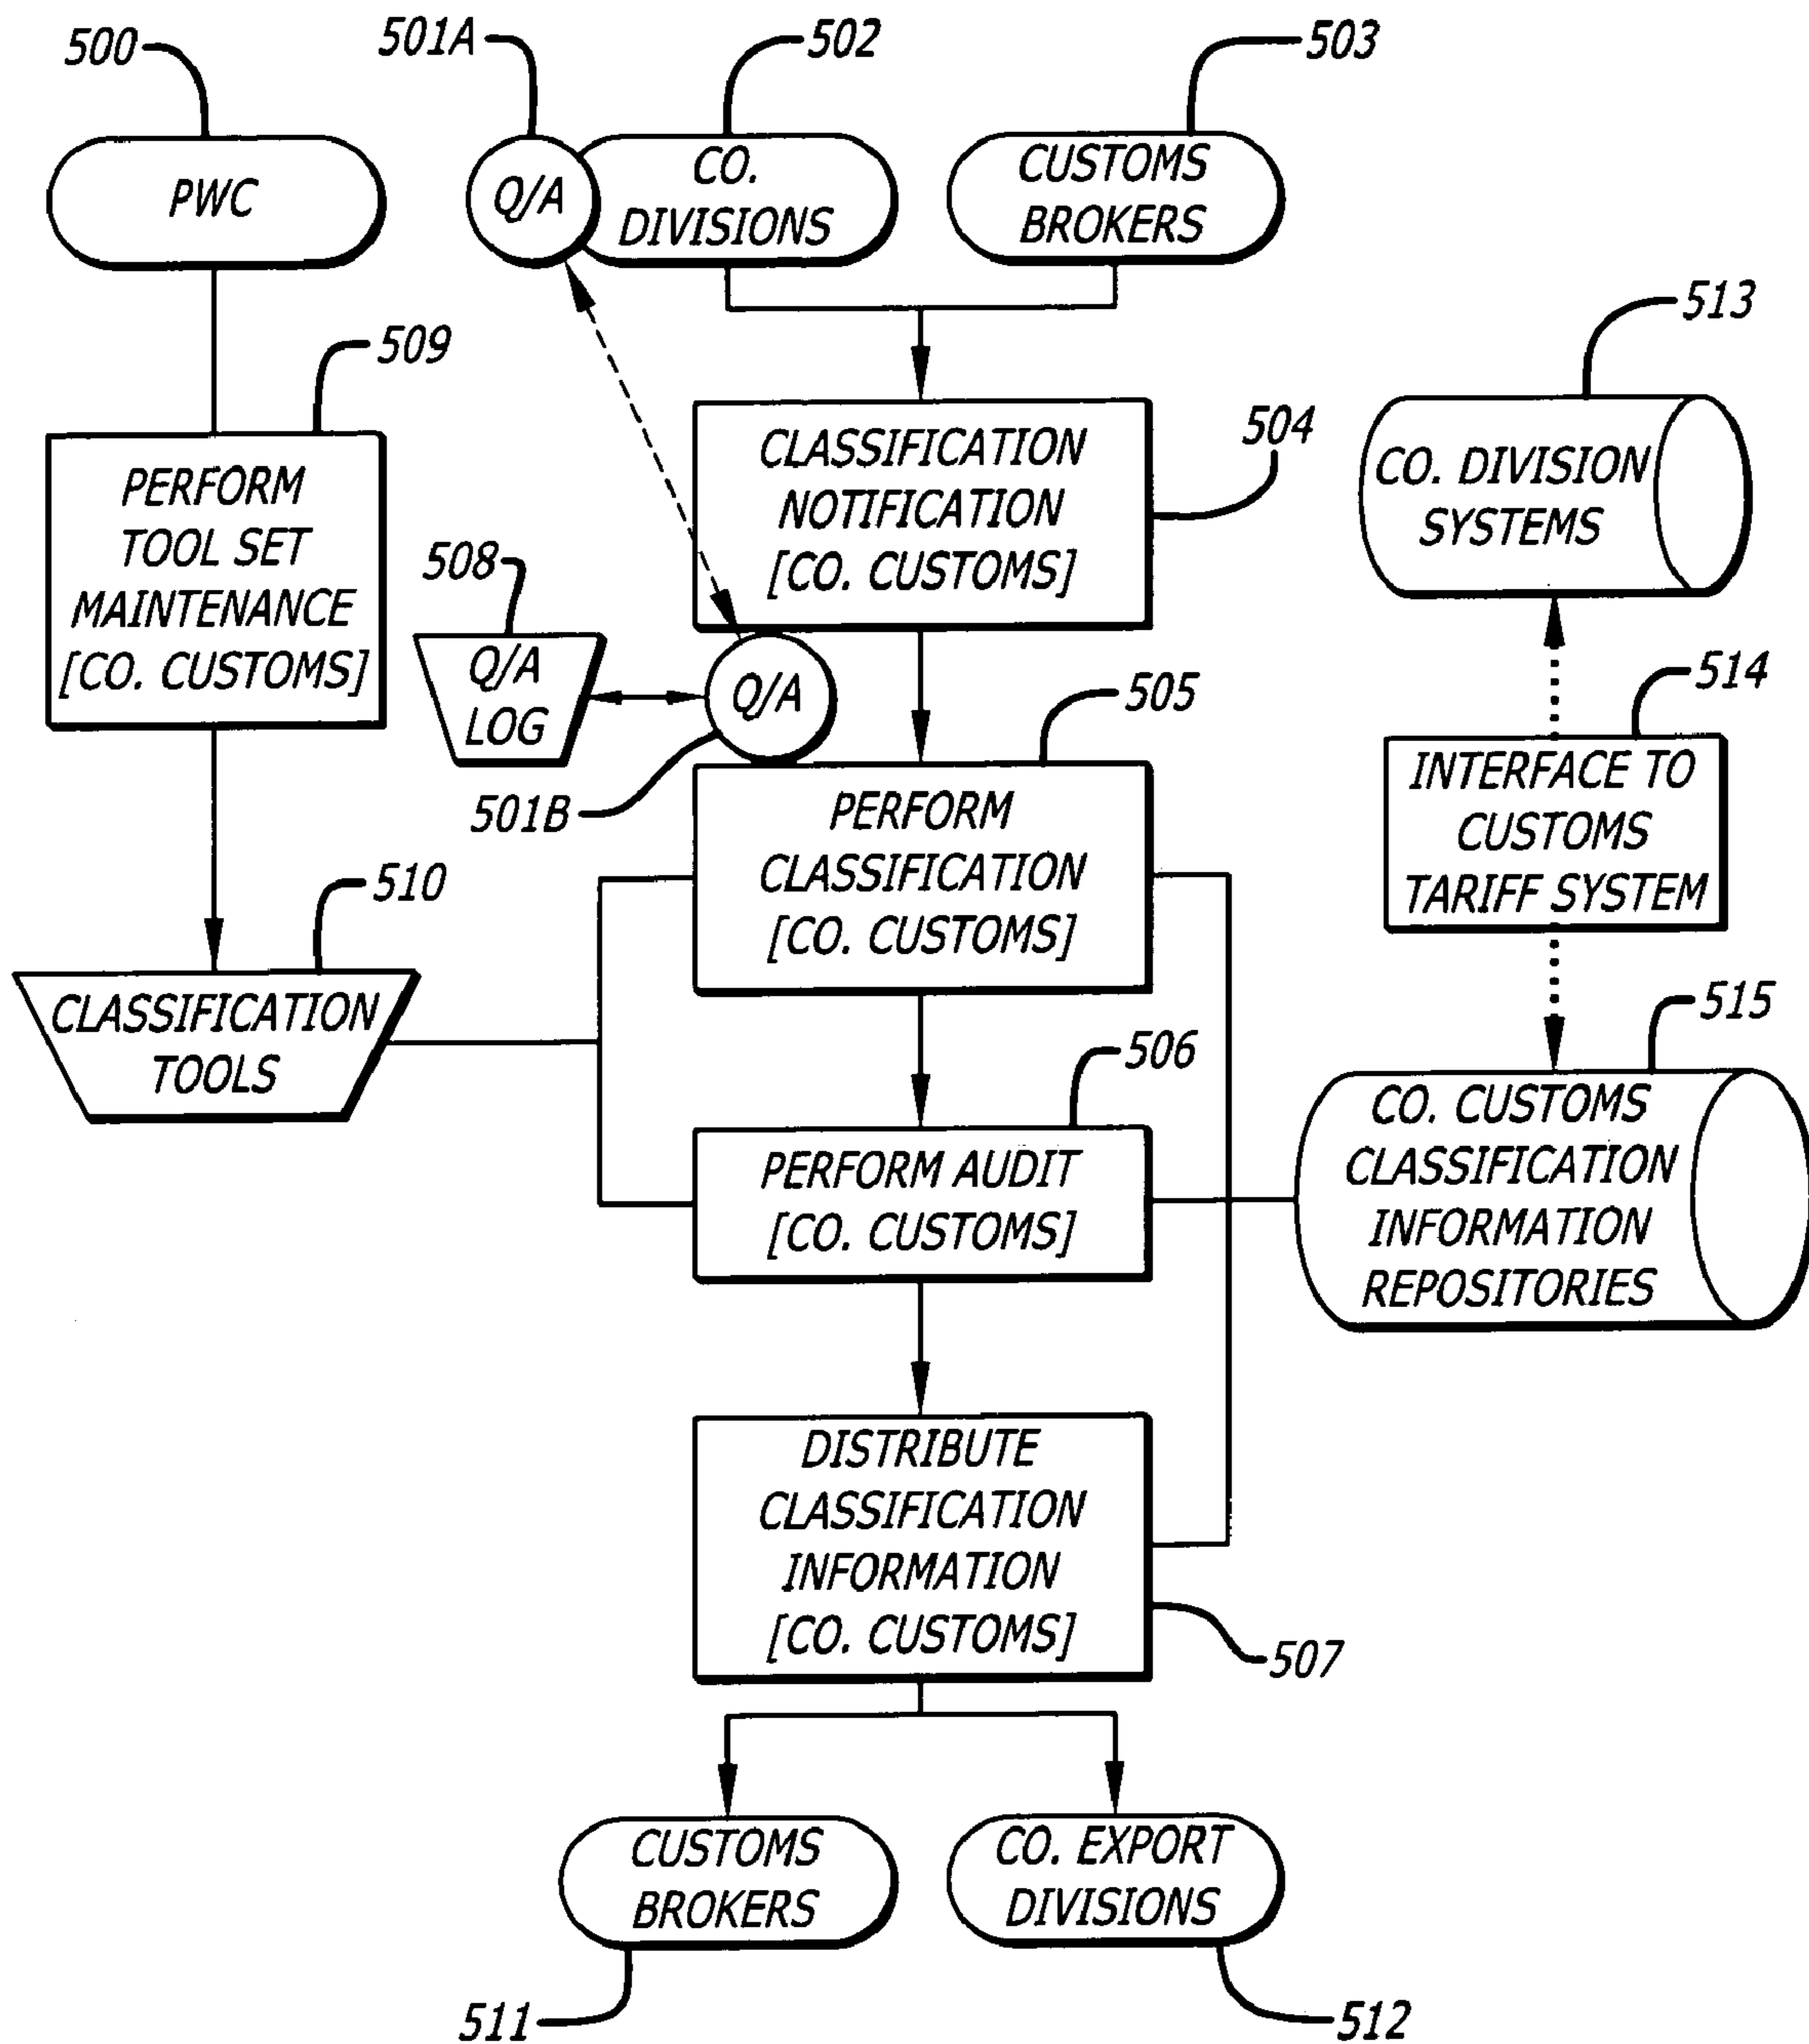 500
501A
502
503
PWC
Q/A
CO.
DIVISIONS
CUSTOMS
BROKERS
509
PERFORM
TOOL SET
MAINTENANCE
[CO. CUSTOMS]
504
CLASSIFICATION
NOTIFICATION
[CO. CUSTOMS]
513
CO. DIVISION
SYSTEMS
508
Q/A
LOG
Q/A
501B
505
PERFORM
CLASSIFICATION
[CO. CUSTOMS]
514
INTERFACE TO
CUSTOMS
TARIFF SYSTEM
510
CLASSIFICATION
TOOLS
506
PERFORM AUDIT
[CO. CUSTOMS]
515
CO. CUSTOMS
CLASSIFICATION
INFORMATION
REPOSITORIES
DISTRIBUTE
CLASSIFICATION
INFORMATION
[CO. CUSTOMS]
507
CUSTOMS
BROKERS
CO. EXPORT
DIVISIONS
511
512